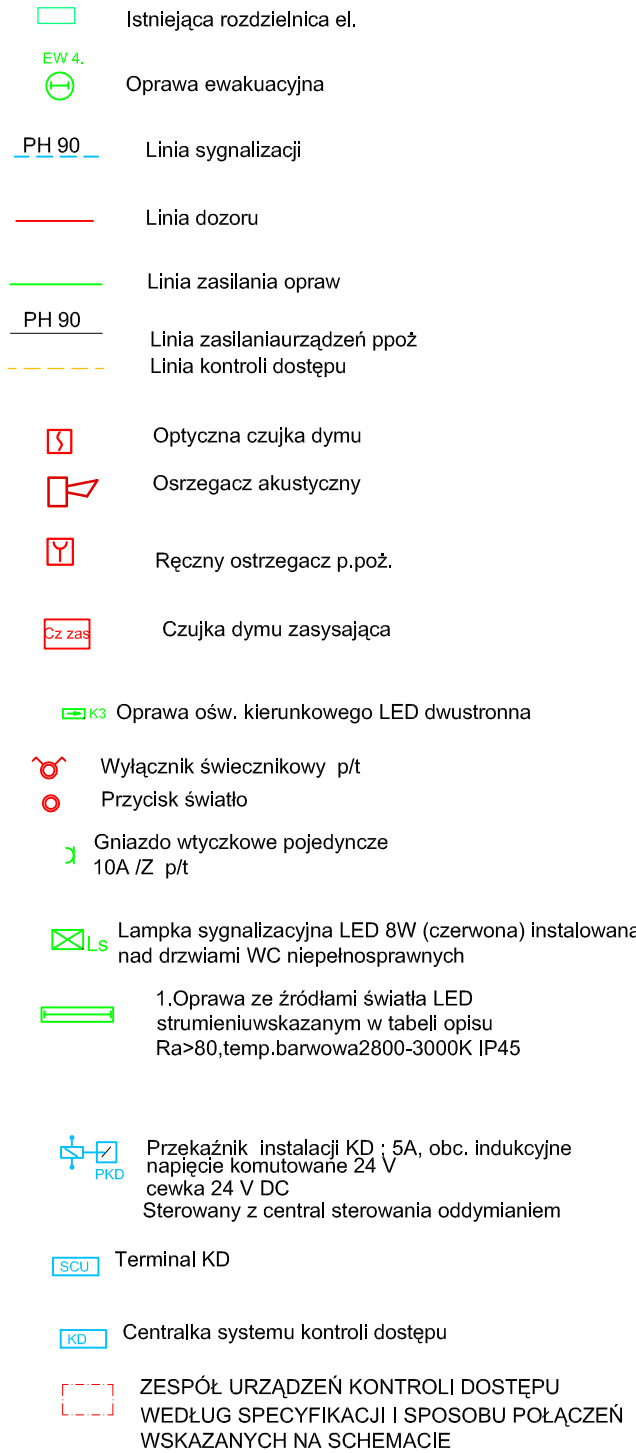 Istniejąca rozdzielnica el.
EW 4.
Oprawa ewakuacyjna
PH 90
Linia sygnalizacji
Linia dozoru
Linia zasilania opraw
PH 90
Linia zasilaniaurządzeń ppoż
Linia kontroli dostępu
Optyczna czujka dymu
Osrzegacz akustyczny
Ręczny ostrzegacz p.poż.
Cz zas
Czujka dymu zasysająca
K3 Oprawa ośw. kierunkowego LED dwustronna
Wyłącznik świecznikowy p/t
Przycisk światło
Gniazdo wtyczkowe pojedyncze
10A /Z p/t
Ls Lampka sygnalizacyjna LED 8W (czerwona) instalowana
nad drzwiami WC niepełnosprawnych
1.Oprawa ze źródłami światła LED
strumieniuwskazanym w tabeli opisu
Ra>80,temp.barwowa2800-3000K IP45
Przekaźnik instalacji KD ; 5A, obc. indukcyjne
napięcie komutowane 24 V
PKD
cewka 24 V DC
Sterowany z central sterowania oddymianiem
SCU Terminal KD
KD Centralka systemu kontroli dostępu
ZESPÓŁ URZĄDZEŃ KONTROLI DOSTĘPU
WEDŁUG SPECYFIKACJI I SPOSOBU POŁĄCZEŃ
WSKAZANYCH NA SCHEMACIE